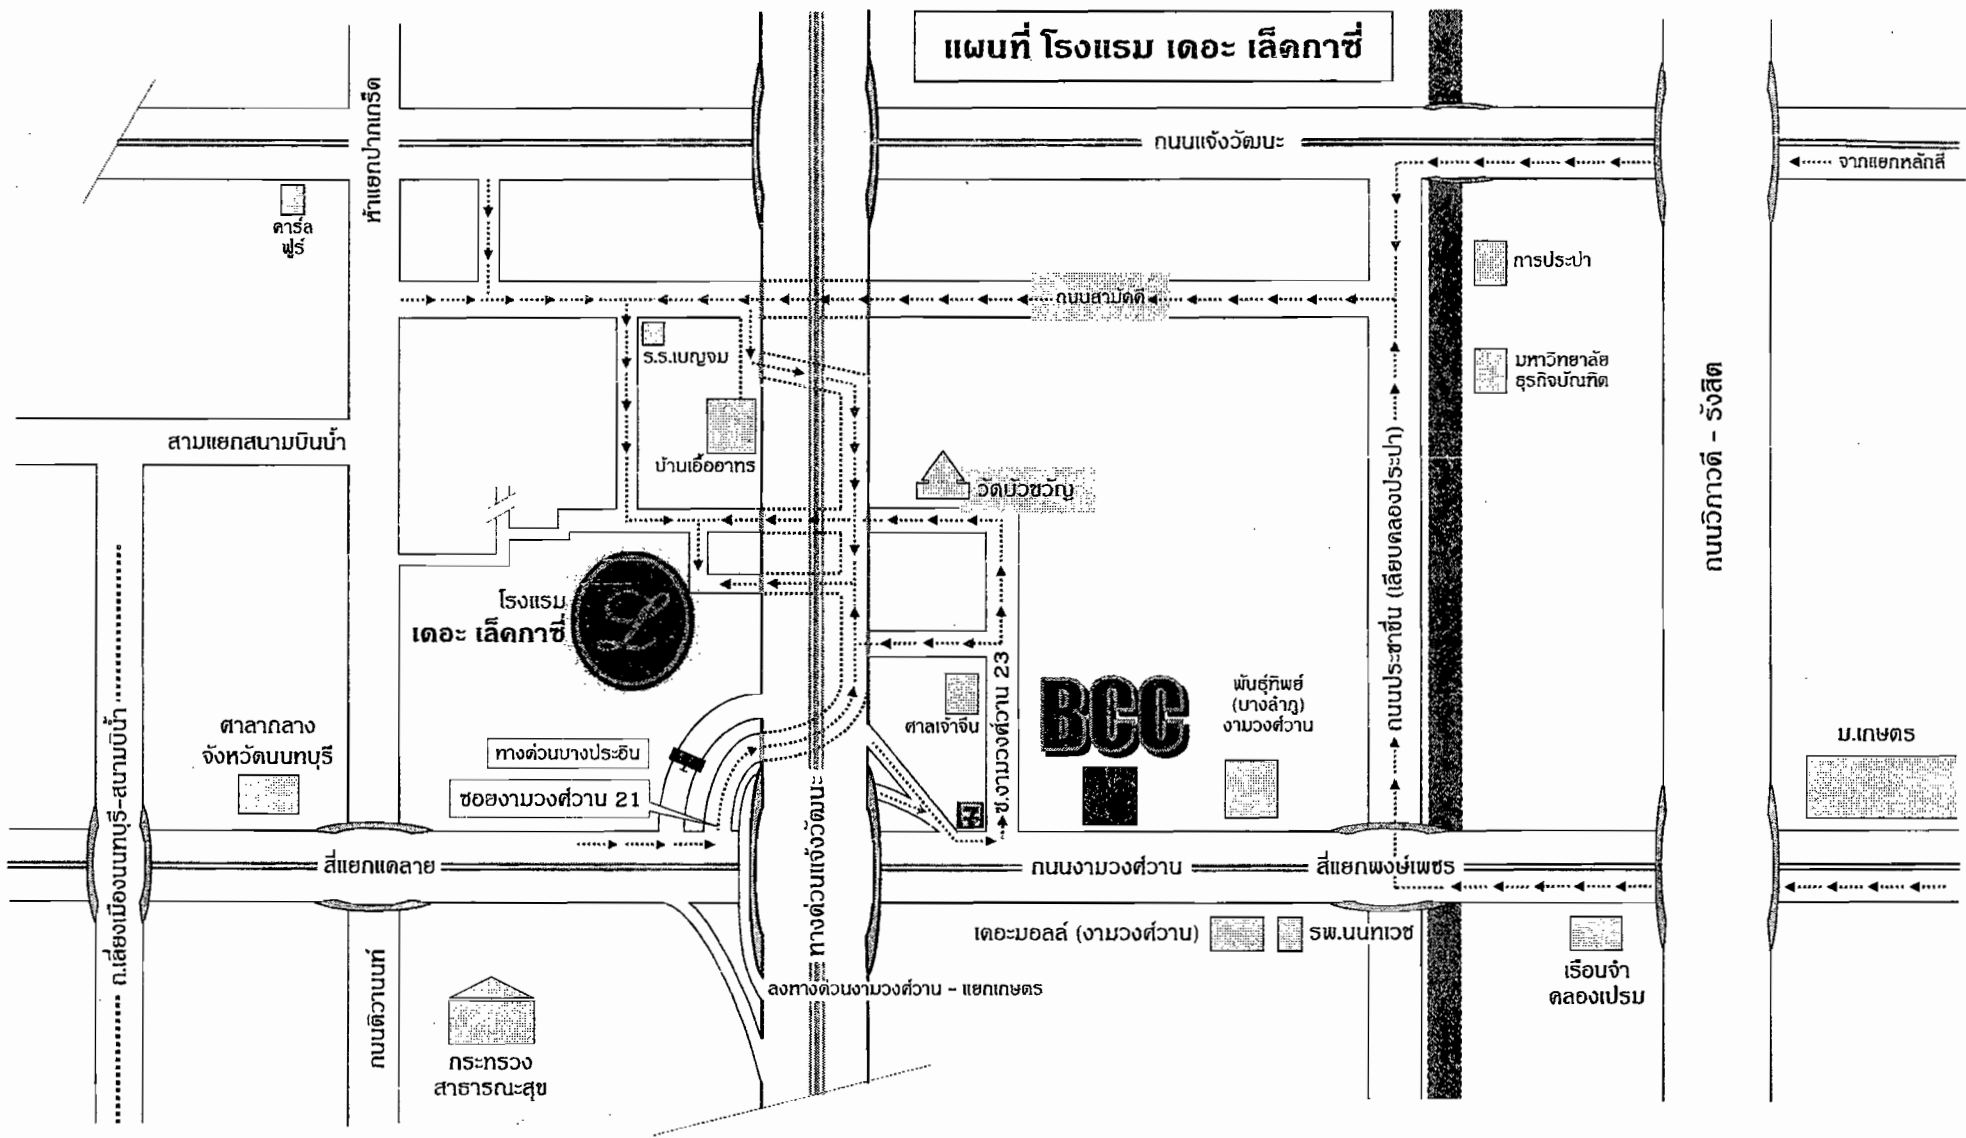 แผนที่ โรงแรม เดอะ เล็คกาซี่
ห้าแยกปากเกร็ด
ถนนแจ้งวัฒนะ
จากแยกหลักสี่
คาร์ล
ฟูร์
การประปา
ถนนสามัคคี
ร.ร.เบญจม
มหาวิทยาลัย
ธุรกิจบัณฑิต
ถนนวิภาวดี - รังสิต
สามแยกสนามบินน้ำ
บ้านเอื้ออาทร
วัดบัวขวัญ
ถนนประชาชื่น (เลียบคลองประปา)
โรงแรม
เดอะ เล็คกาซี่
L
ศาลเจ้าจีน
ซ.งามวงศ์วาน 23
BCC
พันธุ์ทิพย์
(บางลำภู)
งามวงศ์วาน
ศาลากลาง
จังหวัดนนทบุรี
ทางด่วนบางประอิน
ซอยงามวงศ์วาน 21
ม.เกษตร
7
ถ.เลี่ยงเมืองนนทบุรี-สนามบินน้ำ
สี่แยกแคลาย
ทางด่วนแจ้งวัฒนะ
ถนนงามวงศ์วาน
สี่แยกพงษ์เพชร
เดอะมอลล์ (งามวงศ์วาน)
รพ.นนทเวช
เรือนจำ
คลองเปรม
ลงทางด่วนงามวงศ์วาน - แยกเกษตร
ถนนติวานนท์
กระทรวง
สาธารณะสุข